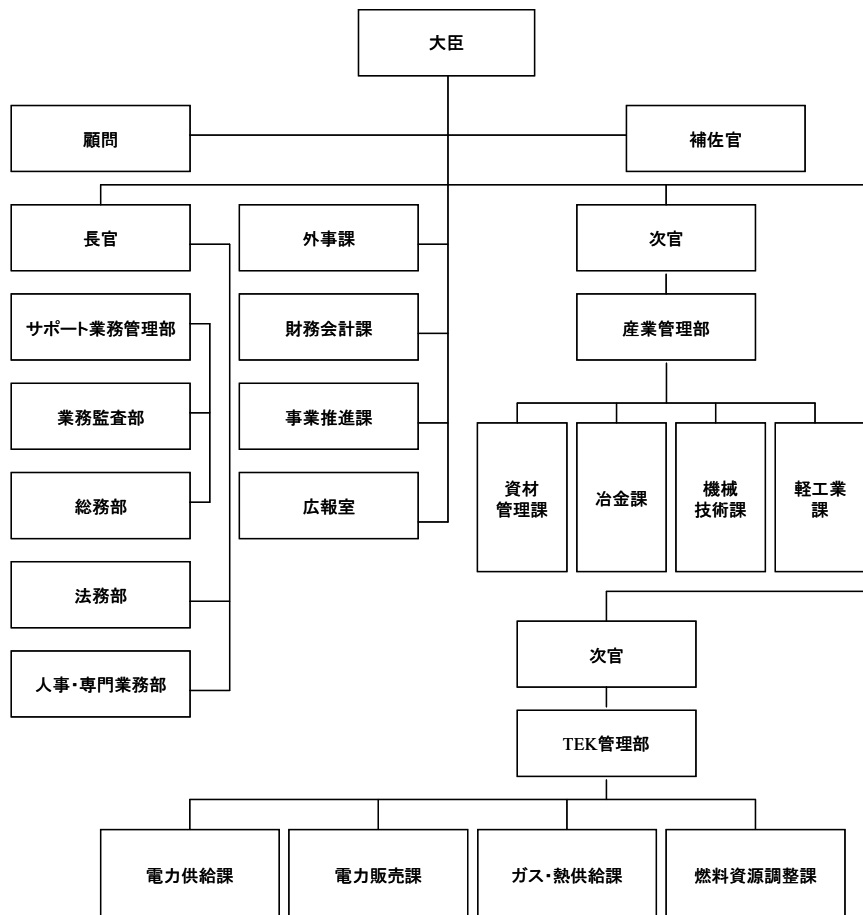 大臣
顧問
補佐官
長官
外事課
次官
サポート業務管理部
財務会計課
産業管理部
業務監査部
事業推進課
資材
管理課
冶金課
機械
技術課
軽工業
課
総務部
広報室
法務部
次官
人事・専門業務部
TEK管理部
電力供給課
電力販売課
ガス・熱供給課
燃料資源調整課